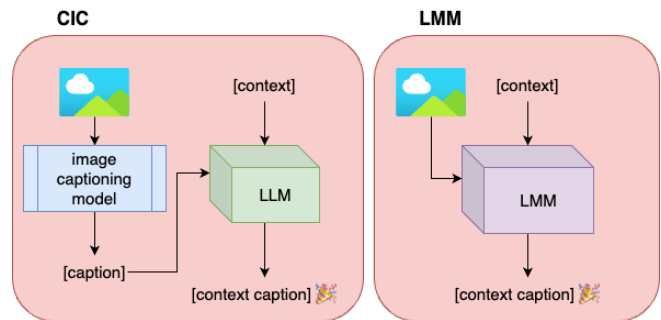 CIC
image
captioning
model
[caption]
[context]
LLM
[context caption] 🎉
LMM
[context]
LMM
[context caption] 🎉